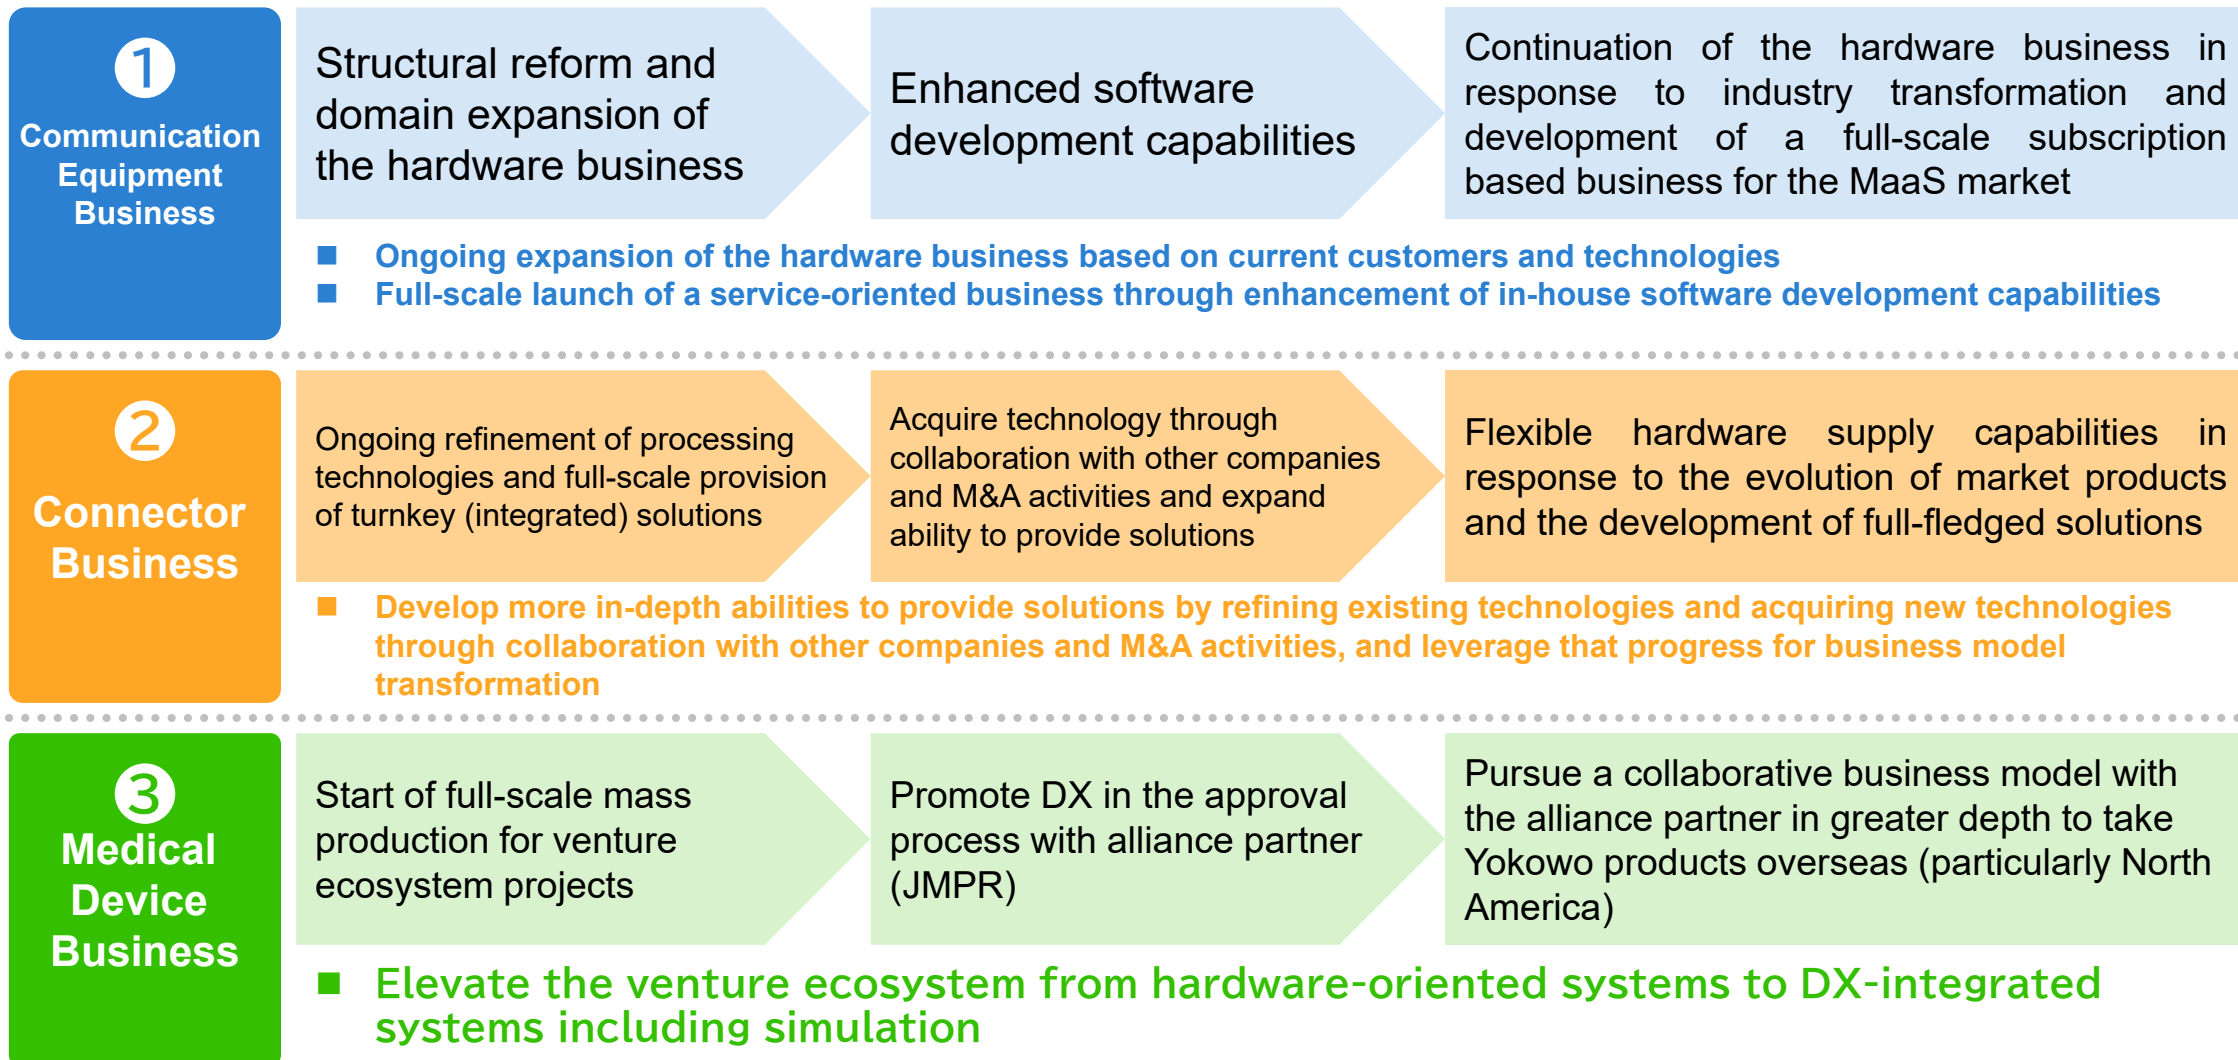 1
Communication
Equipment
Business
Structural reform and
domain expansion of
the hardware business
Enhanced software
development capabilities
Continuation of the hardware business in
response to industry transformation and
development of a full-scale subscription
based business for the MaaS market
■ Ongoing expansion of the hardware business based on current customers and technologies
■ Full-scale launch of a service-oriented business through enhancement of in-house software development capabilities
2
Connector
Business
Ongoing refinement of processing
technologies and full-scale provision
of turnkey (integrated) solutions
Acquire technology through
collaboration with other companies
and M&A activities and expand
ability to provide solutions
Flexible hardware supply capabilities in
response to the evolution of market products
and the development of full-fledged solutions
■ Develop more in-depth abilities to provide solutions by refining existing technologies and acquiring new technologies
through collaboration with other companies and M&A activities, and leverage that progress for business model
transformation
3
Medical
Device
Business
Start of full-scale mass
production for venture
ecosystem projects
Promote DX in the approval
process with alliance partner
(JMPR)
Pursue a collaborative business model with
the alliance partner in greater depth to take
Yokowo products overseas (particularly North
America)
■ Elevate the venture ecosystem from hardware-oriented systems to DX-integrated
systems including simulation